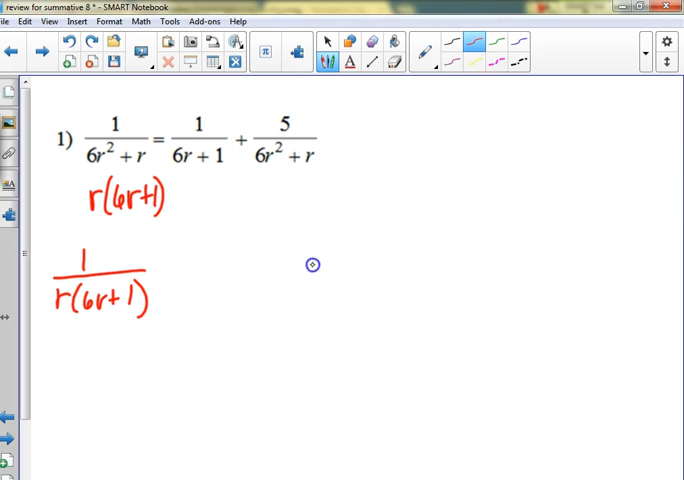 review for summative 8 * - SMART Notebook
Edit View Insert Format Math Tools Add-ons Help
1) 1/(6r² + r) = 1/(6r + 1) + 5/(6r² + r)
r(6r+1)
1/(r(6r+1))